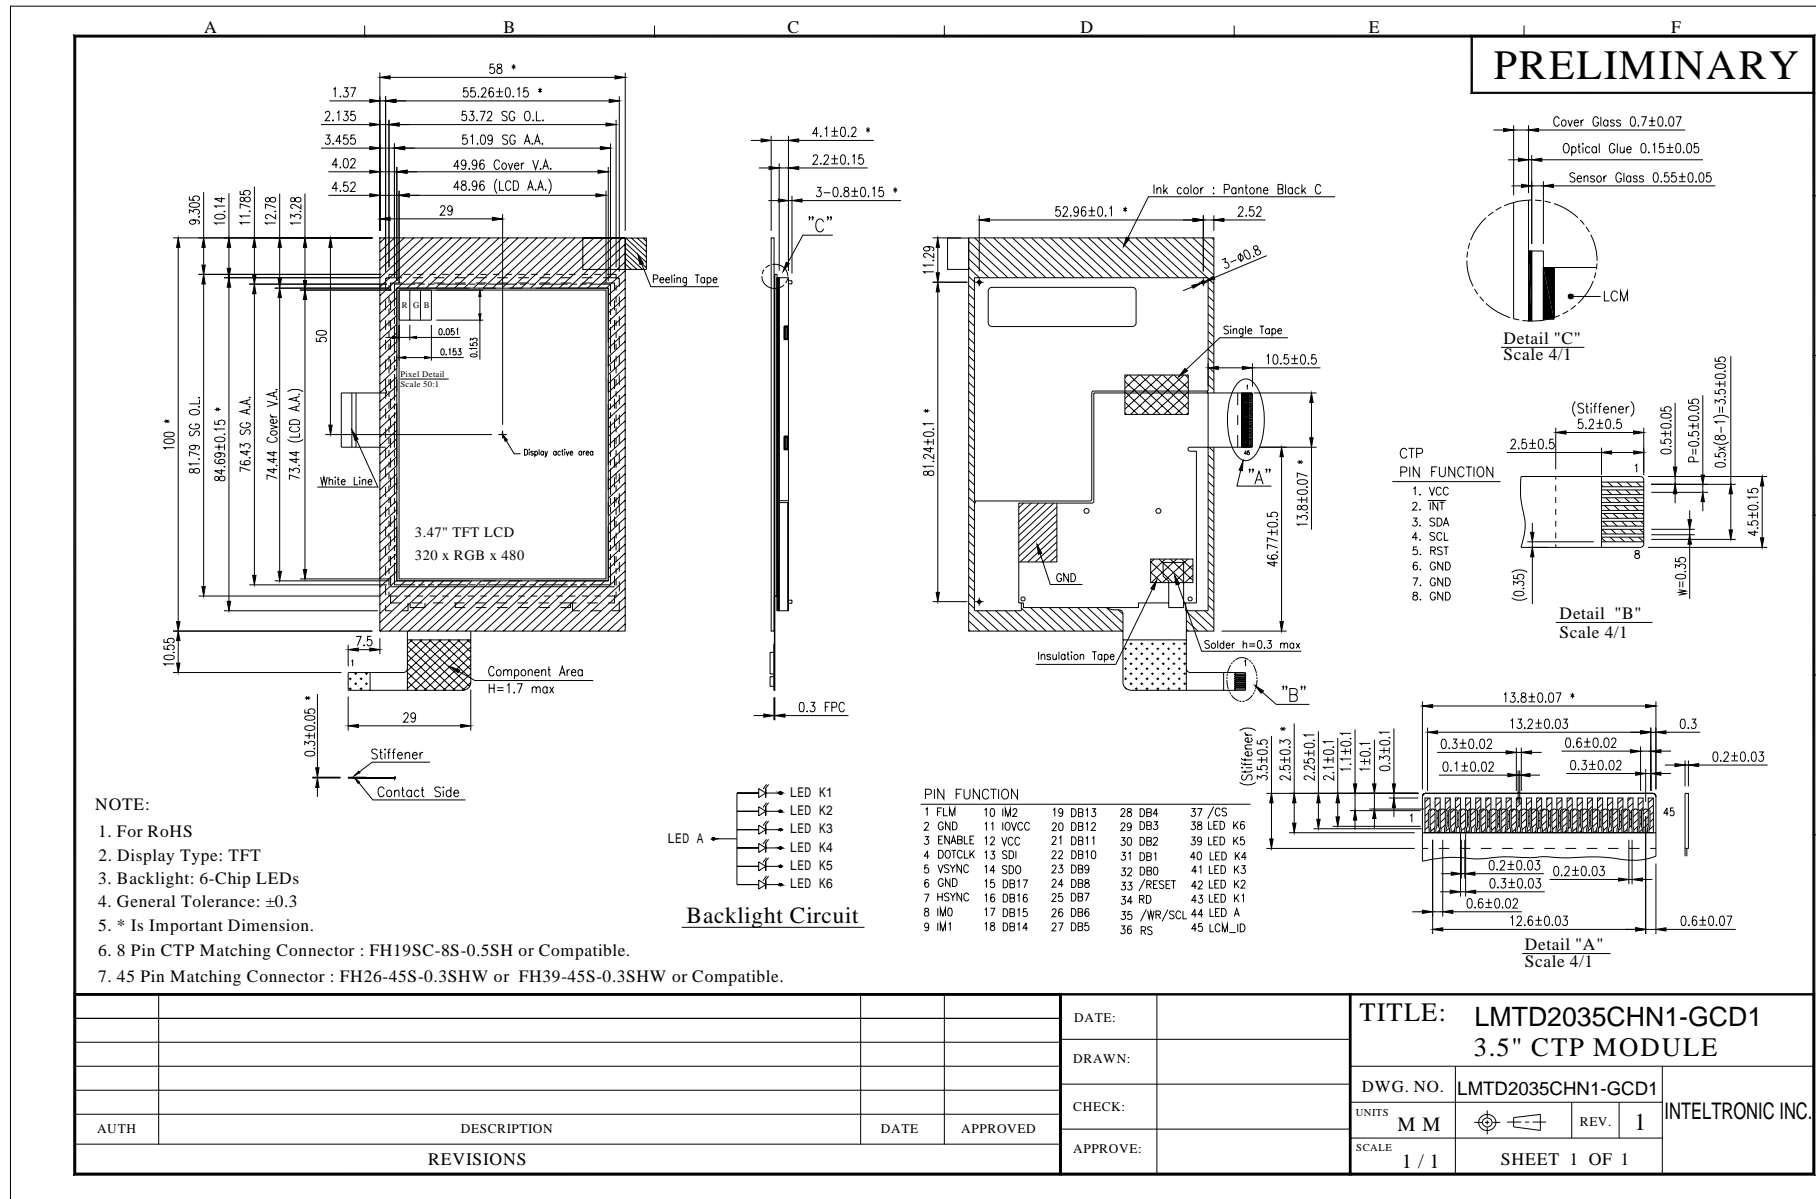 A B C D E F
PRELIMINARY
58 *
1.37 55.26±0.15 *
2.135 53.72 SG O.L.
3.455 51.09 SG A.A.
4.02 49.96 Cover V.A.
4.52 48.96 (LCD A.A.)
29
9.305
10.14
11.785
12.78
13.28
100 *
81.79 SG O.L.
84.69±0.15 *
76.43 SG A.A.
74.44 Cover V.A.
73.44 (LCD A.A.)
50
R G B
0.051
0.153
0.153
Pixel Detail
Scale 50:1
Peeling Tape
Display active area
White Line
3.47" TFT LCD
320 x RGB x 480
10.55
7.5
1
Component Area
H=1.7 max
29
0.3±0.05 *
Stiffener
Contact Side
4.1±0.2 *
2.2±0.15
3-0.8±0.15 *
"C"
0.3 FPC
Ink color : Pantone Black C
52.96±0.1 *
2.52
11.29
3-ø0.8
81.24±0.1 *
Single Tape
10.5±0.5
1
45
"A"
13.8±0.07 *
46.77±0.5
GND
Solder h=0.3 max
Insulation Tape
1
"B"
Cover Glass 0.7±0.07
Optical Glue 0.15±0.05
Sensor Glass 0.55±0.05
LCM
Detail "C"
Scale 4/1
(Stiffener)
5.2±0.5
2.5±0.5
0.5±0.05
P=0.5±0.05
0.5x(8-1)=3.5±0.05
4.5±0.15
1
8
(0.35)
W=0.35
Detail "B"
Scale 4/1
CTP
PIN FUNCTION
1. VCC
2. INT
3. SDA
4. SCL
5. RST
6. GND
7. GND
8. GND
13.8±0.07 *
13.2±0.03
0.3
0.3±0.02
0.6±0.02
0.1±0.02
0.3±0.02
0.2±0.03
(Stiffener)
3.5±0.5
2.5±0.3 *
2.25±0.1
2.1±0.1
1.1±0.1
1±0.1
0.3±0.1
1
45
0.2±0.03
0.2±0.03
0.3±0.03
0.6±0.02
12.6±0.03
0.6±0.07
Detail "A"
Scale 4/1
LED A
LED K1
LED K2
LED K3
LED K4
LED K5
LED K6
Backlight Circuit
PIN FUNCTION
1 FLM 10 IM2 19 DB13 28 DB4 37 /CS
2 GND 11 IOVCC 20 DB12 29 DB3 38 LED K6
3 ENABLE 12 VCC 21 DB11 30 DB2 39 LED K5
4 DOTCLK 13 SDI 22 DB10 31 DB1 40 LED K4
5 VSYNC 14 SDO 23 DB9 32 DB0 41 LED K3
6 GND 15 DB17 24 DB8 33 /RESET 42 LED K2
7 HSYNC 16 DB16 25 DB7 34 RD 43 LED K1
8 IM0 17 DB15 26 DB6 35 /WR/SCL 44 LED A
9 IM1 18 DB14 27 DB5 36 RS 45 LCM_ID
NOTE:
1. For RoHS
2. Display Type: TFT
3. Backlight: 6-Chip LEDs
4. General Tolerance: ±0.3
5. * Is Important Dimension.
6. 8 Pin CTP Matching Connector : FH19SC-8S-0.5SH or Compatible.
7. 45 Pin Matching Connector : FH26-45S-0.3SHW or FH39-45S-0.3SHW or Compatible.
AUTH DESCRIPTION DATE APPROVED
REVISIONS
DATE:
DRAWN:
CHECK:
APPROVE:
TITLE: LMTD2035CHN1-GCD1
3.5" CTP MODULE
DWG. NO. LMTD2035CHN1-GCD1
INTELTRONIC INC.
UNITS MM REV. 1
SCALE 1 / 1 SHEET 1 OF 1